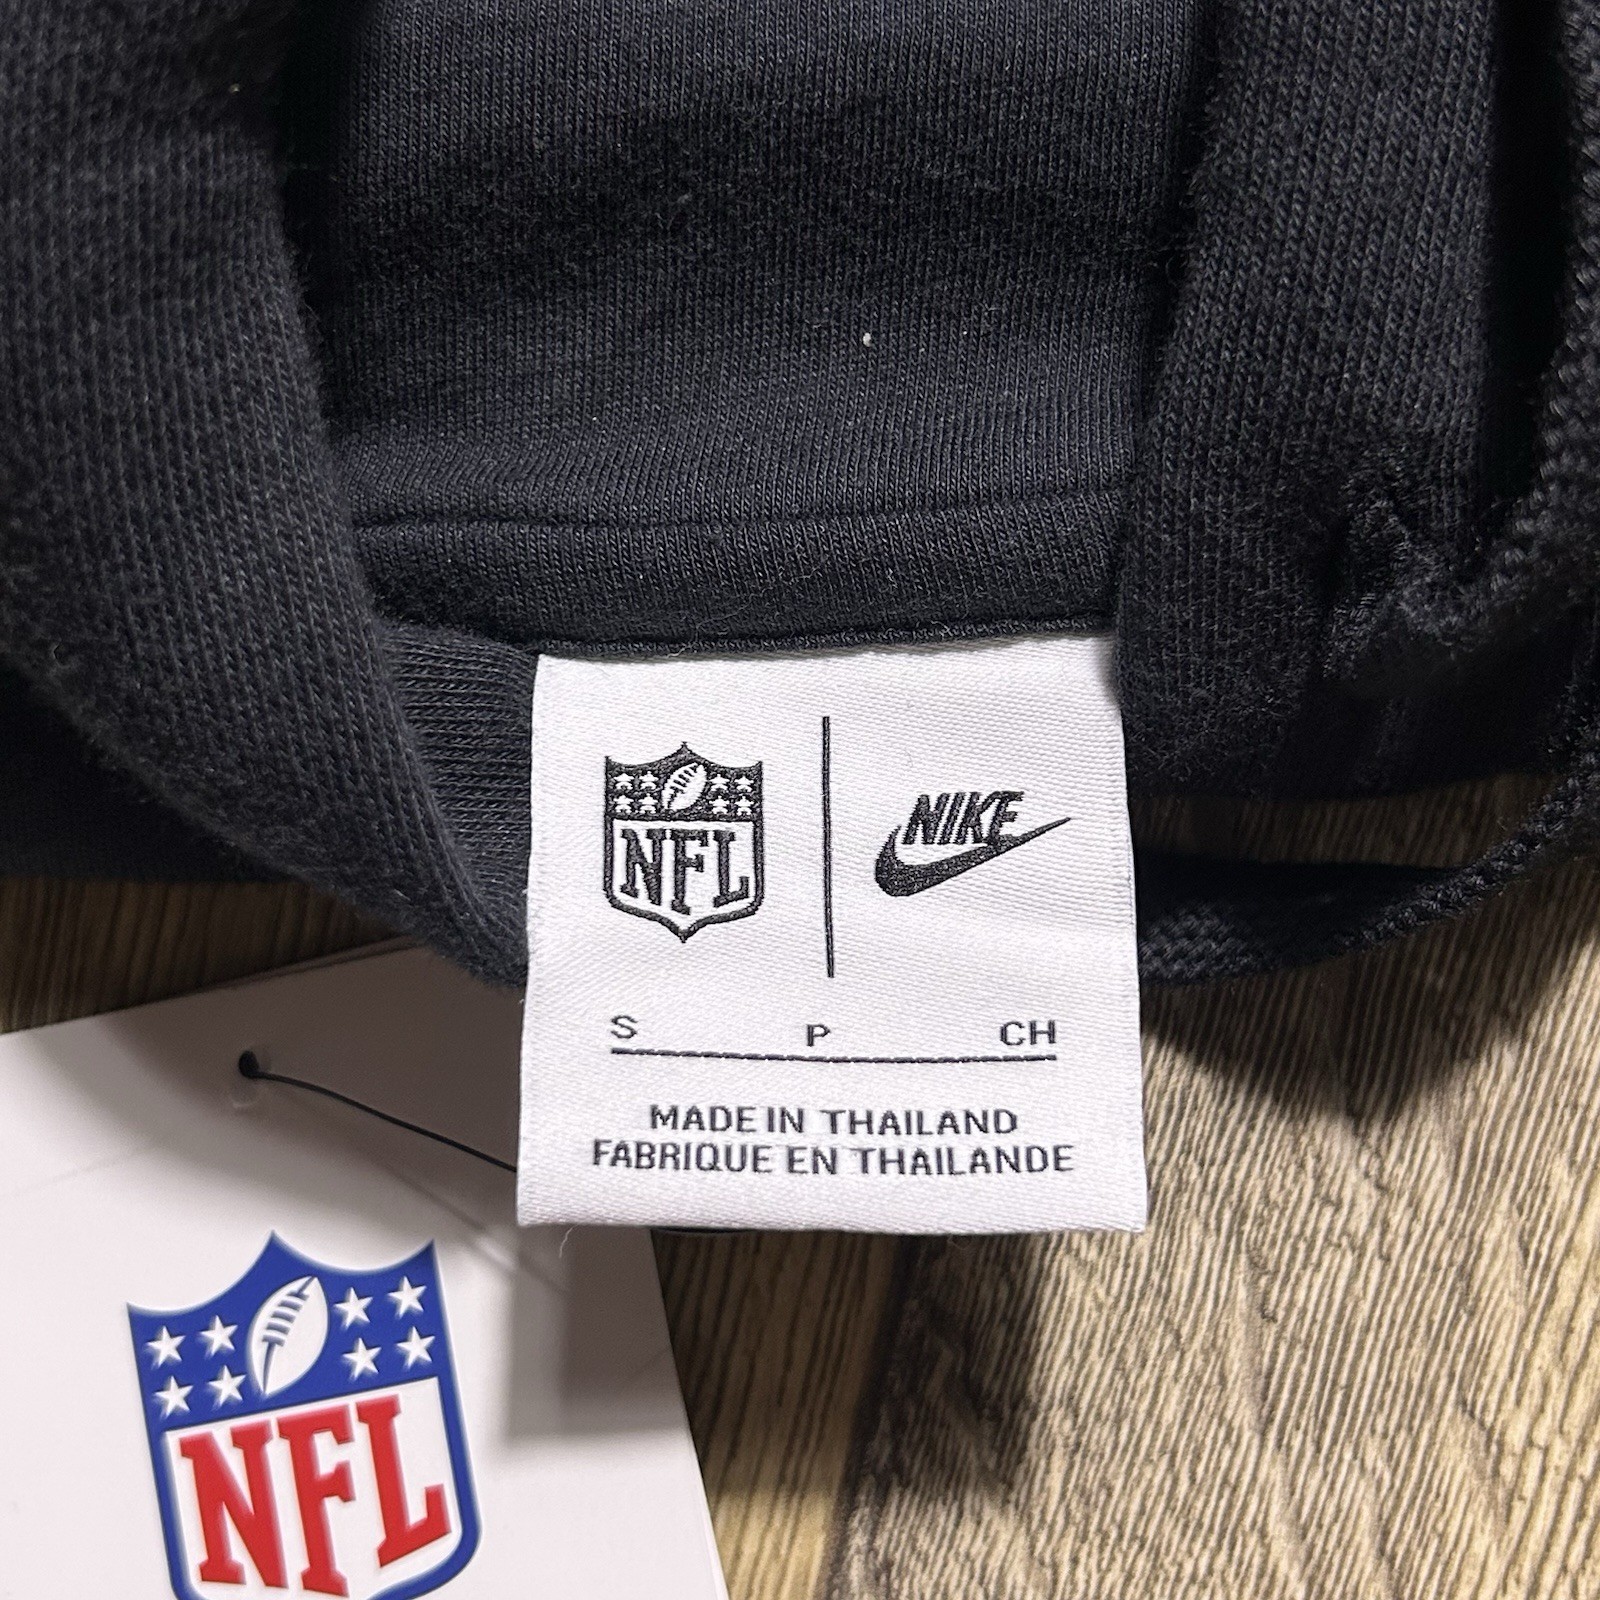 NFL NIKE
S P CH
MADE IN THAILAND
FABRIQUE EN THAILANDE
NFL